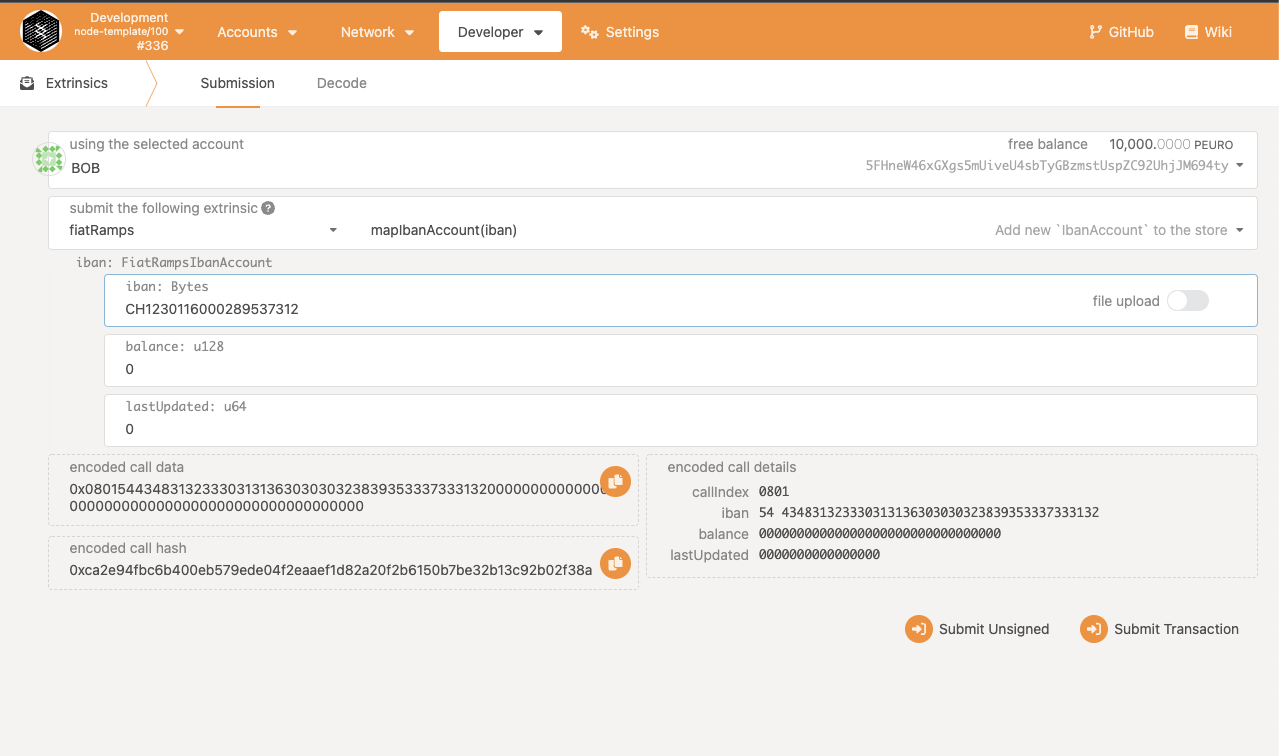 Development
node-template/100
#336
Accounts
Network
Developer
Settings
GitHub
Wiki
Extrinsics
Submission
Decode
using the selected account
BOB
free balance 10,000.0000 PEURO
5FHneW46xGXgs5mUiveU4sbTyGBzmstUspZC92UhjJM694ty
submit the following extrinsic
fiatRamps
mapIbanAccount(iban)
Add new `IbanAccount` to the store
iban: FiatRampsIbanAccount
iban: Bytes
CH1230116000289537312
file upload
balance: u128
0
lastUpdated: u64
0
encoded call data
encoded call details
callIndex 0801
iban 54 434831323330313136303030323839353337333132
balance 00000000000000000000000000000000
lastUpdated 0000000000000000
encoded call hash
0xca2e94fbc6b400eb579ede04f2eaaef1d82a20f2b6150b7be32b13c92b02f38a
Submit Unsigned
Submit Transaction